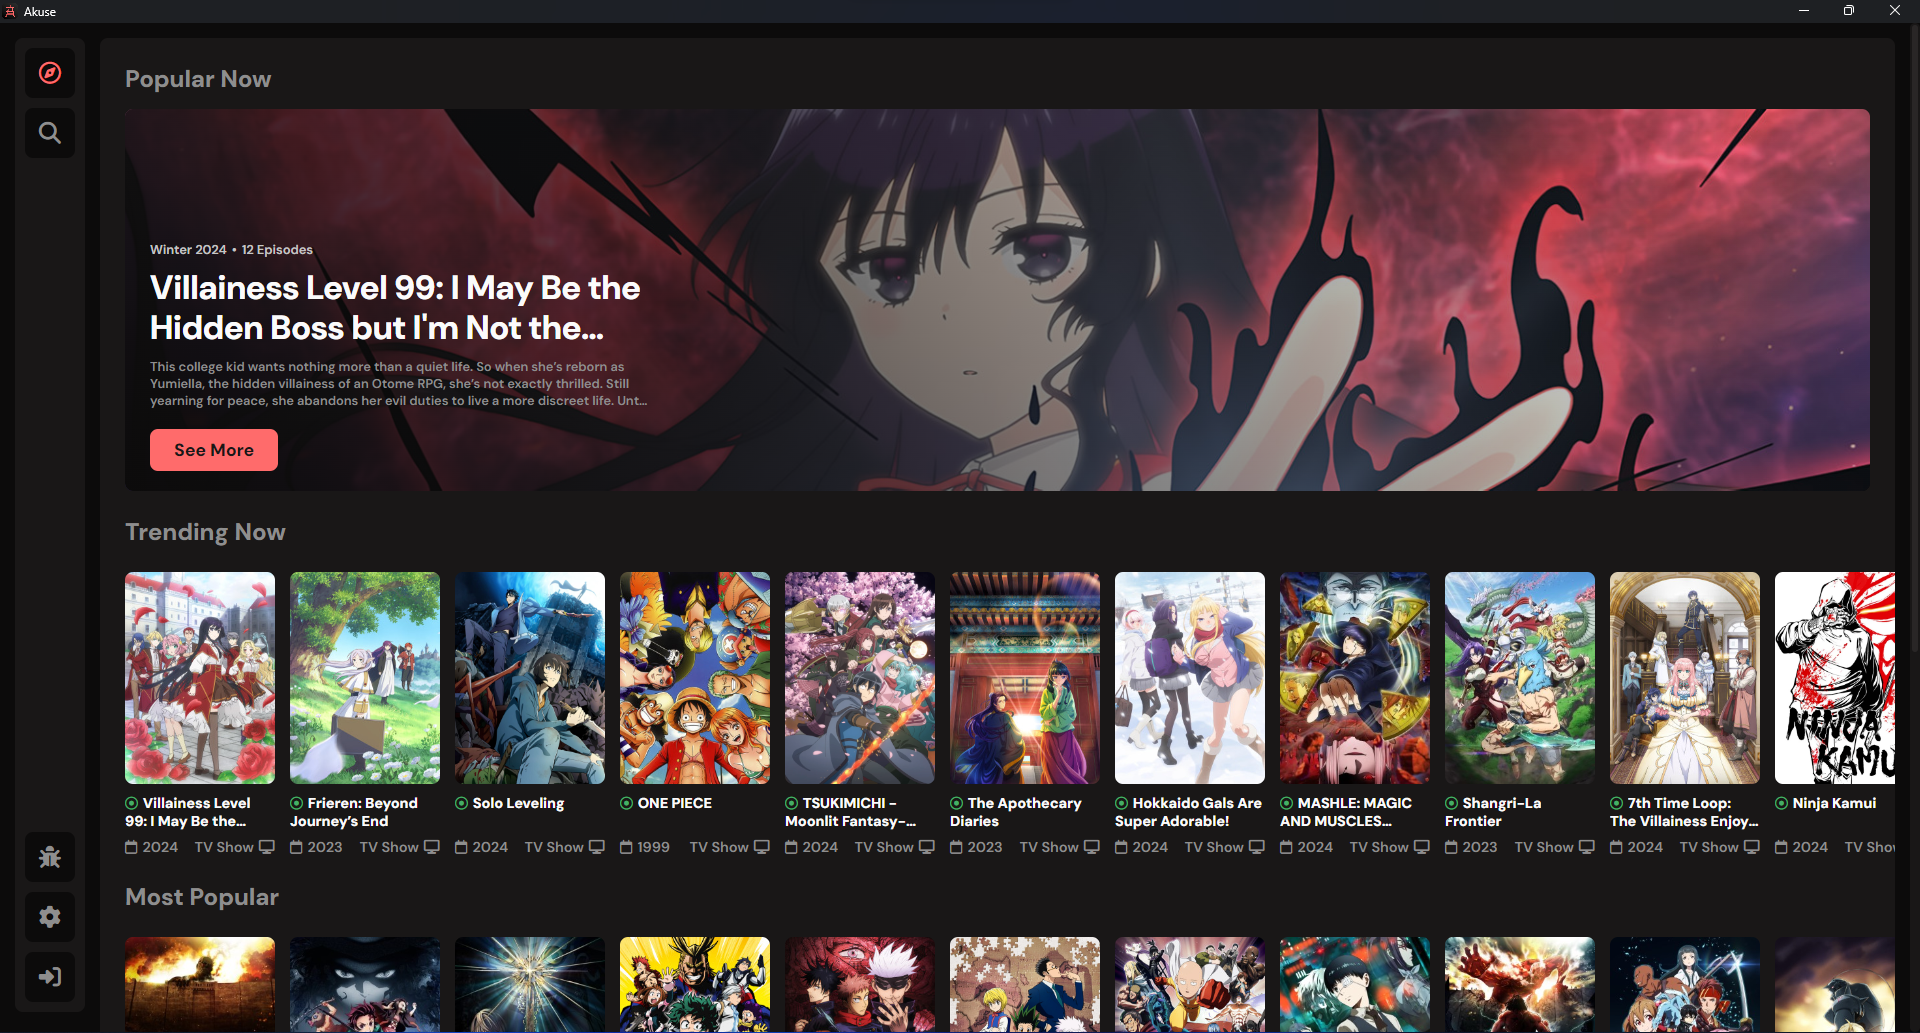 Akuse
Popular Now
Winter 2024 • 12 Episodes
Villainess Level 99: I May Be the
Hidden Boss but I'm Not the...
This college kid wants nothing more than a quiet life. So when she's reborn as
Yumiella, the hidden villainess of an Otome RPG, she's not exactly thrilled. Still
yearning for peace, she abandons her evil duties to live a more discreet life. Unt...
See More
Trending Now
NINJA
KAMU
Villainess Level
99: I May Be the...
2024 TV Show
Frieren: Beyond
Journey's End
2023 TV Show
Solo Leveling
2024 TV Show
ONE PIECE
1999 TV Show
TSUKIMICHI -
Moonlit Fantasy-...
2024 TV Show
The Apothecary
Diaries
2023 TV Show
Hokkaido Gals Are
Super Adorable!
2024 TV Show
MASHLE: MAGIC
AND MUSCLES...
2024 TV Show
Shangri-La
Frontier
2023 TV Show
7th Time Loop:
The Villainess Enjoy...
2024 TV Show
Ninja Kamui
2024 TV Show
Most Popular